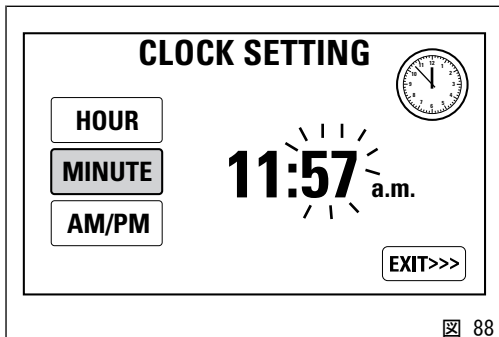 CLOCK SETTING
HOUR
MINUTE
AM/PM
11:57 a.m.
EXIT>>>
図 88